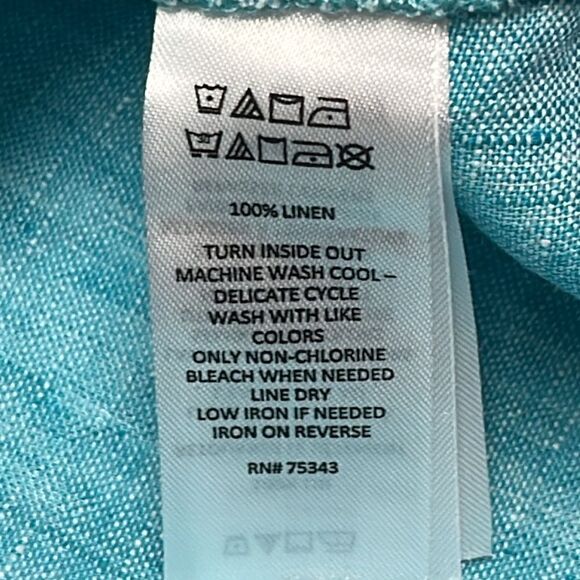 100% LINEN
TURN INSIDE OUT
MACHINE WASH COOL–
DELICATE CYCLE
WASH WITH LIKE
COLORS
ONLY NON-CHLORINE
BLEACH WHEN NEEDED
LINE DRY
LOW IRON IF NEEDED
IRON ON REVERSE
RN# 75343